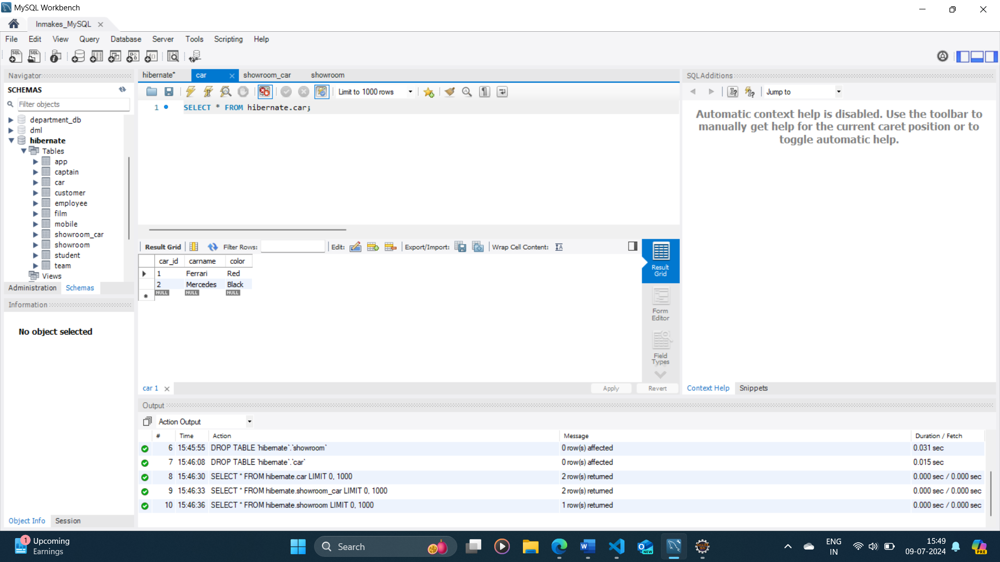 MySQL Workbench
Inmakes_MySQL
File Edit View Query Database Server Tools Scripting Help
Navigator
SCHEMAS
Filter objects
department_db
dml
hibernate
Tables
app
captain
car
customer
employee
film
mobile
showroom_car
showroom
student
team
Views
Administration Schemas
Information
No object selected
Object Info Session
hibernate* car showroom_car showroom
Limit to 1000 rows
1 SELECT * FROM hibernate.car;
Result Grid Filter Rows: Edit: Export/Import: Wrap Cell Content:
car_id carname color
1 Ferrari Red
2 Mercedes Black
NULL NULL NULL
Result Grid
Form Editor
Field Types
car 1
Apply Revert
SQLAdditions
Jump to
Automatic context help is disabled. Use the toolbar to
manually get help for the current caret position or to
toggle automatic help.
Context Help Snippets
Output
Action Output
# Time Action Message Duration / Fetch
6 15:45:55 DROP TABLE `hibernate`.`showroom` 0 row(s) affected 0.031 sec
7 15:46:08 DROP TABLE `hibernate`.`car` 0 row(s) affected 0.015 sec
8 15:46:30 SELECT * FROM hibernate.car LIMIT 0, 1000 2 row(s) returned 0.000 sec / 0.000 sec
9 15:46:33 SELECT * FROM hibernate.showroom_car LIMIT 0, 1000 2 row(s) returned 0.000 sec / 0.000 sec
10 15:46:36 SELECT * FROM hibernate.showroom LIMIT 0, 1000 1 row(s) returned 0.000 sec / 0.000 sec
1 Upcoming
Earnings
Search
NEW
ENG
IN
15:49
09-07-2024
PRE